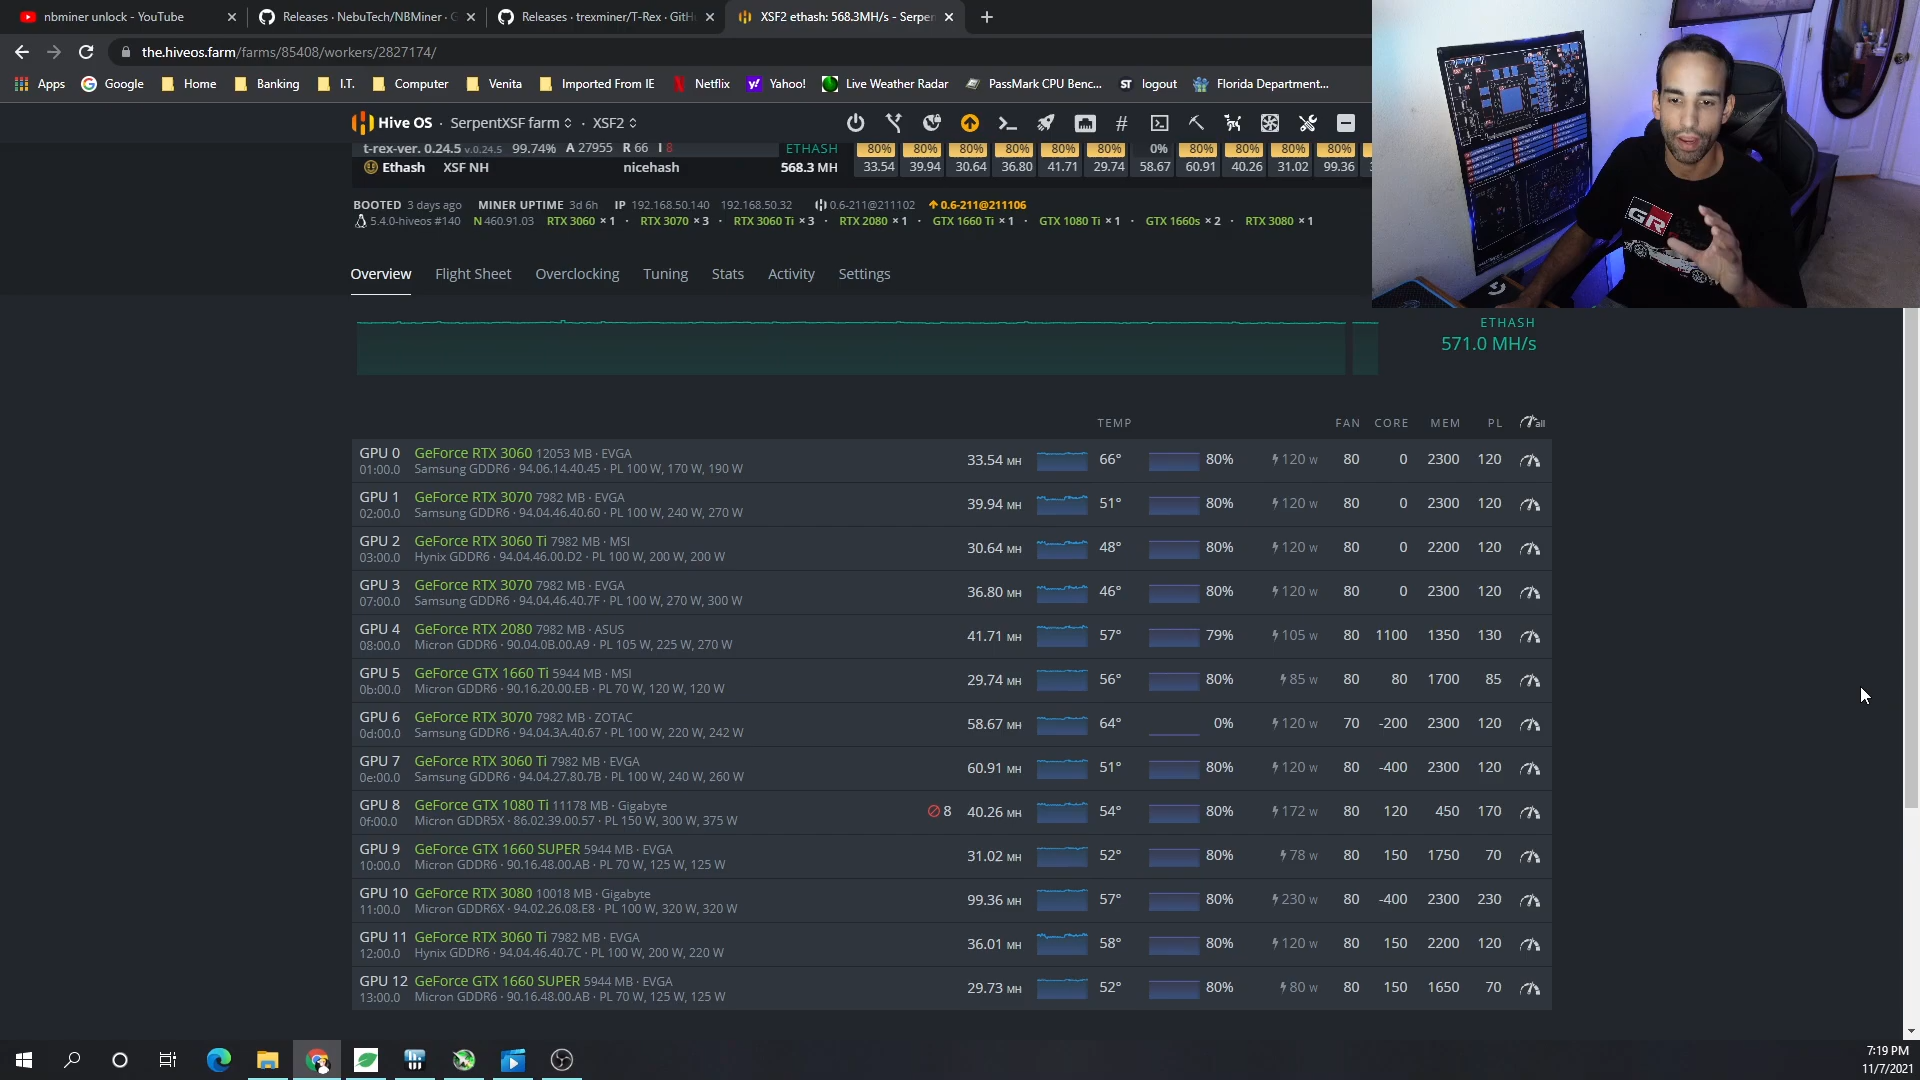 nbminer unlock - YouTube
Releases · NebuTech/NBMiner · G
Releases · trexminer/T-Rex · GitH
XSF2 ethash: 568.3MH/s - Serpen
the.hiveos.farm/farms/85408/workers/2827174/
Apps Google Home Banking I.T. Computer Venita Imported From IE Netflix Yahoo! Live Weather Radar PassMark CPU Benc... ST logout Florida Department...
Hive OS · SerpentXSF farm · XSF2
t-rex-ver. 0.24.5 v.0.24.5 99.74% A 27955 R 66 I 8 ETHASH 80% 80% 80% 80% 80% 80% 0% 80% 80% 80% 80%
Ethash XSF NH nicehash 568.3 MH 33.54 39.94 30.64 36.80 41.71 29.74 58.67 60.91 40.26 31.02 99.36
BOOTED 3 days ago MINER UPTIME 3d 6h IP 192.168.50.140 192.168.50.32 0.6-211@211102 0.6-211@211106
5.4.0-hiveos #140 N 460.91.03 RTX 3060 × 1 · RTX 3070 × 3 · RTX 3060 Ti × 3 · RTX 2080 × 1 · GTX 1660 Ti × 1 · GTX 1080 Ti × 1 · GTX 1660s × 2 · RTX 3080 × 1
Overview Flight Sheet Overclocking Tuning Stats Activity Settings
GR
ETHASH
571.0 MH/s
TEMP FAN CORE MEM PL all
GPU 0 GeForce RTX 3060 12053 MB · EVGA 33.54 MH 66° 80% 120 W 80 0 2300 120
01:00.0 Samsung GDDR6 · 94.06.14.40.45 · PL 100 W, 170 W, 190 W
GPU 1 GeForce RTX 3070 7982 MB · EVGA 39.94 MH 51° 80% 120 W 80 0 2300 120
02:00.0 Samsung GDDR6 · 94.04.46.40.60 · PL 100 W, 240 W, 270 W
GPU 2 GeForce RTX 3060 Ti 7982 MB · MSI 30.64 MH 48° 80% 120 W 80 0 2200 120
03:00.0 Hynix GDDR6 · 94.04.46.00.D2 · PL 100 W, 200 W, 200 W
GPU 3 GeForce RTX 3070 7982 MB · EVGA 36.80 MH 46° 80% 120 W 80 0 2300 120
07:00.0 Samsung GDDR6 · 94.04.46.40.7F · PL 100 W, 270 W, 300 W
GPU 4 GeForce RTX 2080 7982 MB · ASUS 41.71 MH 57° 79% 105 W 80 1100 1350 130
08:00.0 Micron GDDR6 · 90.04.0B.00.A9 · PL 105 W, 225 W, 270 W
GPU 5 GeForce GTX 1660 Ti 5944 MB · MSI 29.74 MH 56° 80% 85 W 80 80 1700 85
0b:00.0 Micron GDDR6 · 90.16.20.00.EB · PL 70 W, 120 W, 120 W
GPU 6 GeForce RTX 3070 7982 MB · ZOTAC 58.67 MH 64° 0% 120 W 70 -200 2300 120
0d:00.0 Samsung GDDR6 · 94.04.3A.40.67 · PL 100 W, 220 W, 242 W
GPU 7 GeForce RTX 3060 Ti 7982 MB · EVGA 60.91 MH 51° 80% 120 W 80 -400 2300 120
0e:00.0 Samsung GDDR6 · 94.04.27.80.7B · PL 100 W, 240 W, 260 W
GPU 8 GeForce GTX 1080 Ti 11178 MB · Gigabyte 8 40.26 MH 54° 80% 172 W 80 120 450 170
0f:00.0 Micron GDDR5X · 86.02.39.00.57 · PL 150 W, 300 W, 375 W
GPU 9 GeForce GTX 1660 SUPER 5944 MB · EVGA 31.02 MH 52° 80% 78 W 80 150 1750 70
10:00.0 Micron GDDR6 · 90.16.48.00.AB · PL 70 W, 125 W, 125 W
GPU 10 GeForce RTX 3080 10018 MB · Gigabyte 99.36 MH 57° 80% 230 W 80 -400 2300 230
11:00.0 Micron GDDR6X · 94.02.26.08.E8 · PL 100 W, 320 W, 320 W
GPU 11 GeForce RTX 3060 Ti 7982 MB · EVGA 36.01 MH 58° 80% 120 W 80 150 2200 120
12:00.0 Hynix GDDR6 · 94.04.46.40.7C · PL 100 W, 200 W, 220 W
GPU 12 GeForce GTX 1660 SUPER 5944 MB · EVGA 29.73 MH 52° 80% 80 W 80 150 1650 70
13:00.0 Micron GDDR6 · 90.16.48.00.AB · PL 70 W, 125 W, 125 W
7:19 PM
11/7/2021